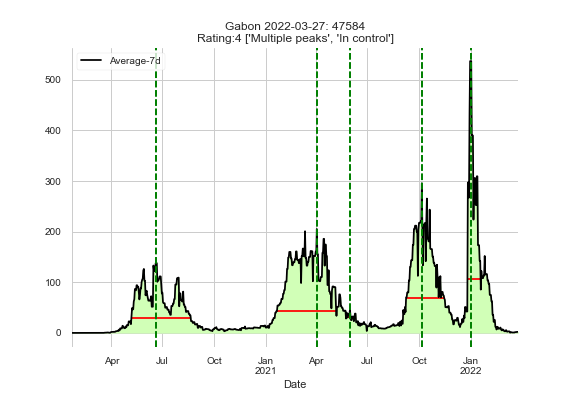 Gabon 2022-03-27: 47584
Rating:4 ['Multiple peaks', 'In control']
Average-7d
500
400
300
200
100
0
Apr Jul Oct Jan Apr Jul Oct Jan
2021 2022
Date